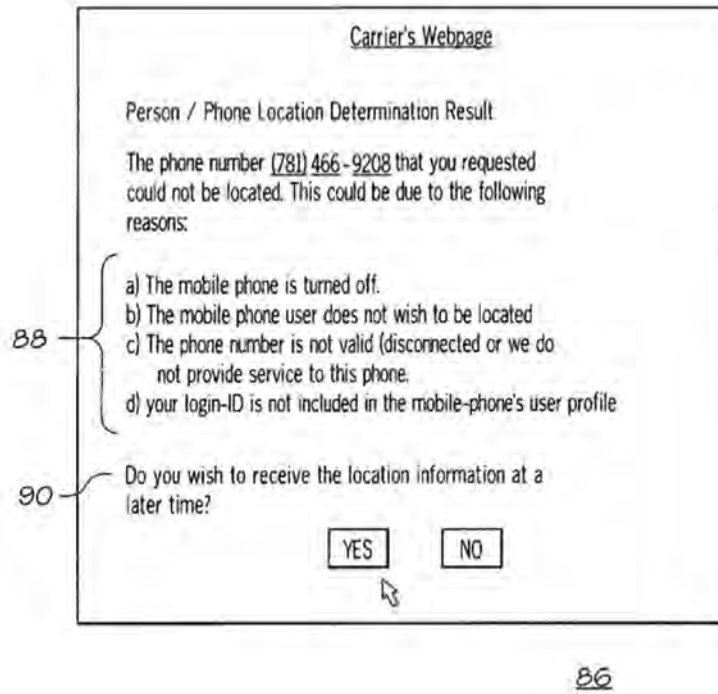 Carrier's Webpage
Person / Phone Location Determination Result
The phone number (781) 466-9208 that you requested
could not be located. This could be due to the following
reasons:
a) The mobile phone is turned off.
b) The mobile phone user does not wish to be located
c) The phone number is not valid (disconnected or we do
not provide service to this phone.
d) your login-ID is not included in the mobile-phone's user profile
88
Do you wish to receive the location information at a
later time?
90
YES NO
86